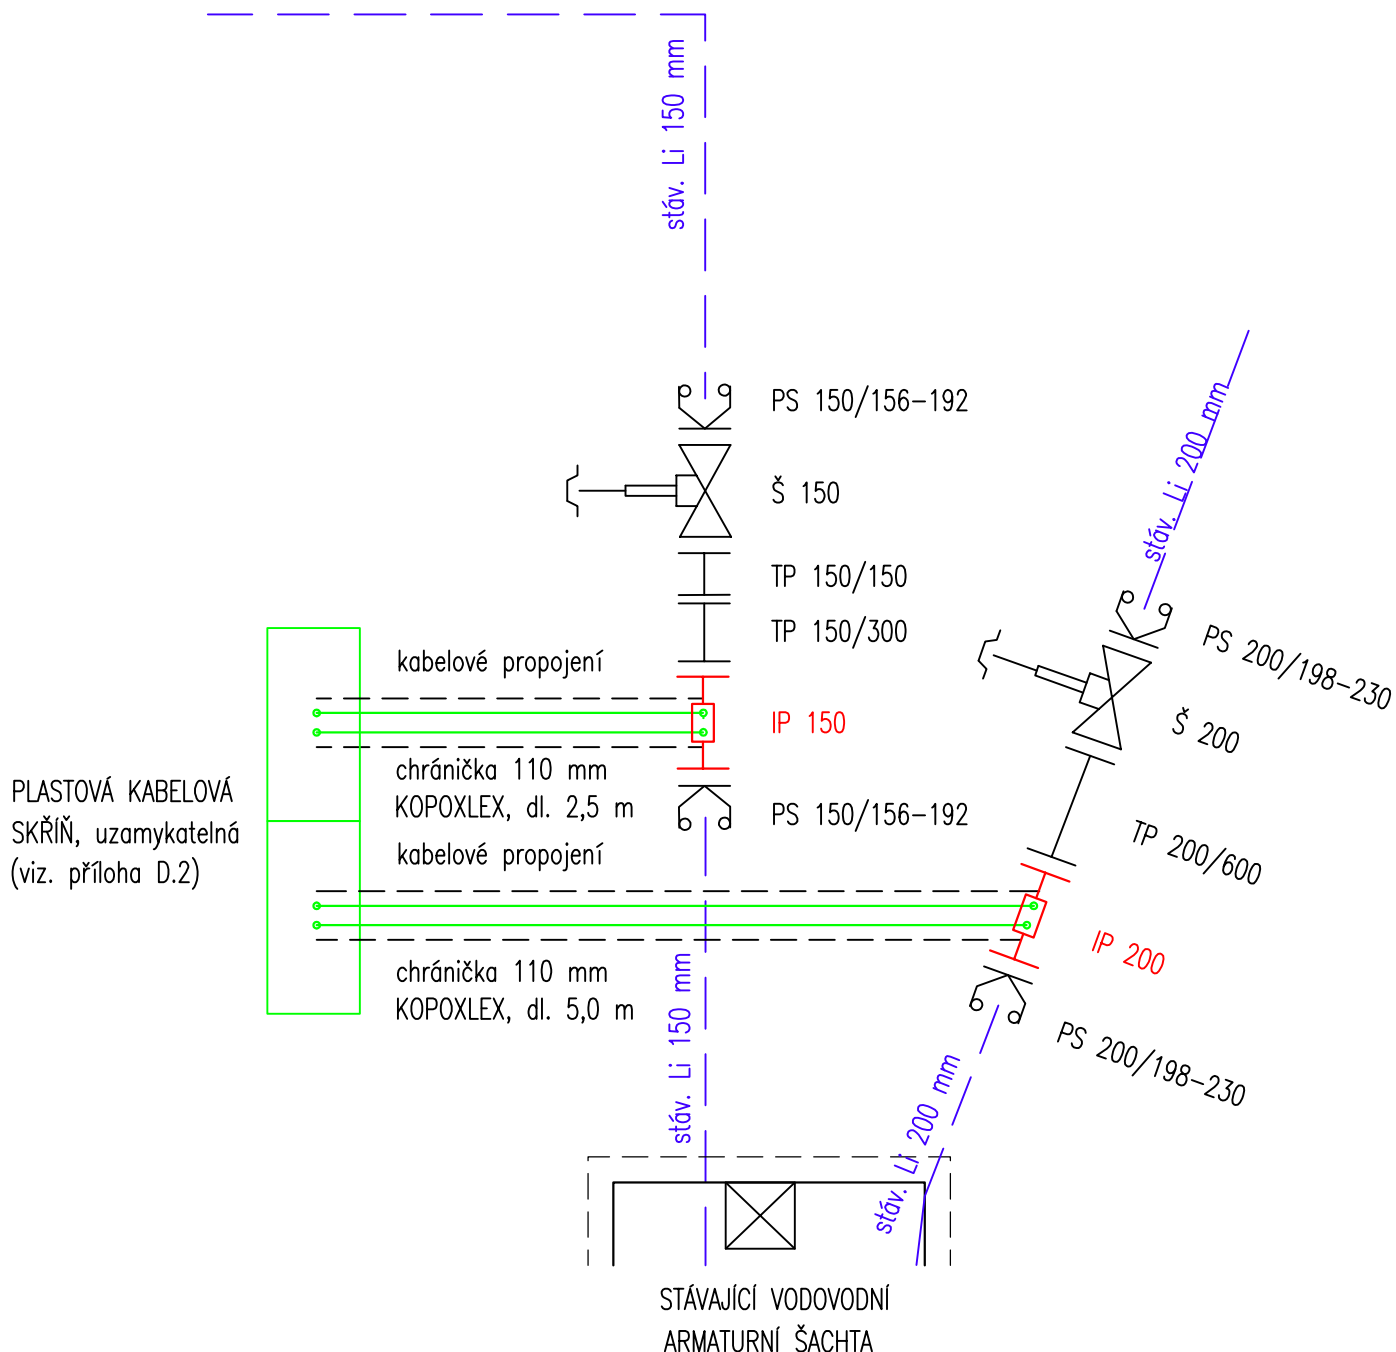 stáv. Li 150 mm
PS 150/156-192
Š 150
TP 150/150
TP 150/300
IP 150
PS 150/156-192
stáv. Li 200 mm
PS 200/198-230
Š 200
TP 200/600
IP 200
PS 200/198-230
kabelové propojení
chránička 110 mm
KOPOXLEX, dl. 2,5 m
kabelové propojení
chránička 110 mm
KOPOXLEX, dl. 5,0 m
PLASTOVÁ KABELOVÁ
SKŘÍŇ, uzamykatelná
(viz. příloha D.2)
stáv. Li 150 mm
stáv. Li 200 mm
STÁVAJÍCÍ VODOVODNÍ
ARMATURNÍ ŠACHTA